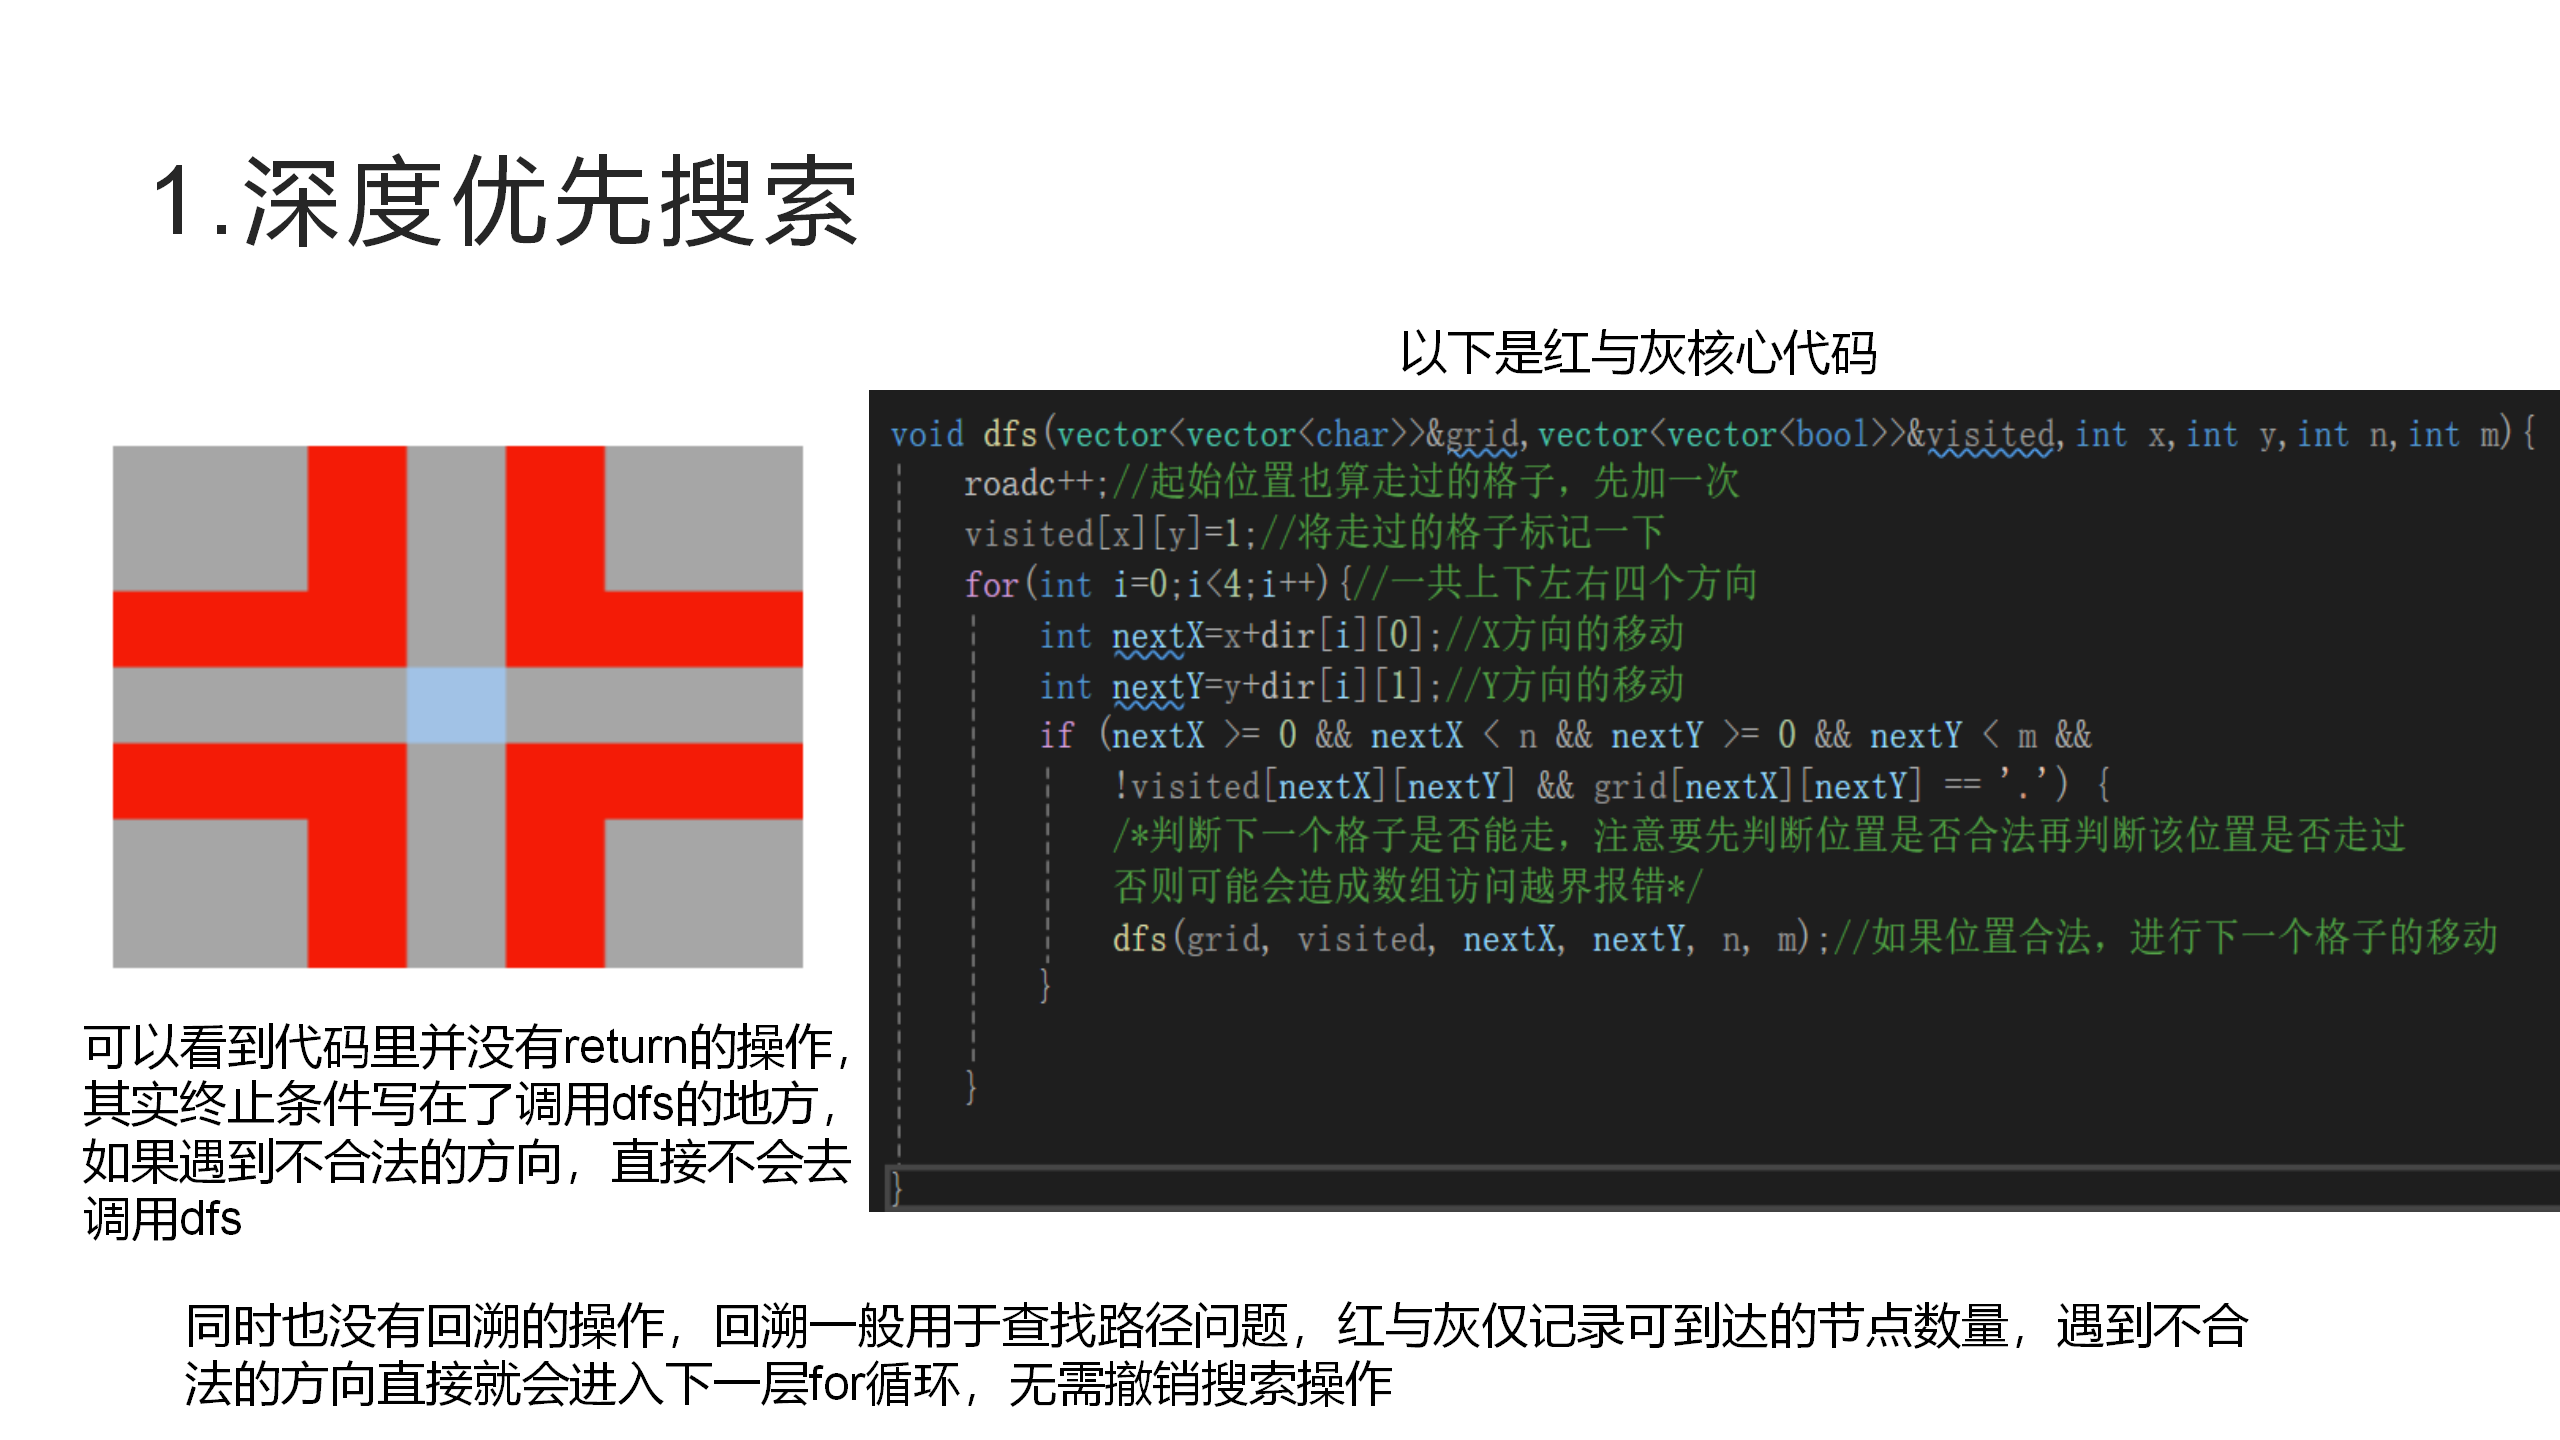 1.深度优先搜索
以下是红与灰核心代码
void dfs(vector<vector<char>>&grid,vector<vector<bool>>&visited,int x,int y,int n,int m){
roadc++;//起始位置也算走过的格子，先加一次
visited[x][y]=1;//将走过的格子标记一下
for(int i=0;i<4;i++){//一共上下左右四个方向
int nextX=x+dir[i][0];//X方向的移动
int nextY=y+dir[i][1];//Y方向的移动
if (nextX >= 0 && nextX < n && nextY >= 0 && nextY < m &&
!visited[nextX][nextY] && grid[nextX][nextY] == '.') {
/*判断下一个格子是否能走，注意要先判断位置是否合法再判断该位置是否走过
否则可能会造成数组访问越界报错*/
dfs(grid, visited, nextX, nextY, n, m);//如果位置合法，进行下一个格子的移动
}
}
}
可以看到代码里并没有return的操作，
其实终止条件写在了调用dfs的地方，
如果遇到不合法的方向，直接不会去
调用dfs
同时也没有回溯的操作，回溯一般用于查找路径问题，红与灰仅记录可到达的节点数量，遇到不合
法的方向直接就会进入下一层for循环，无需撤销搜索操作